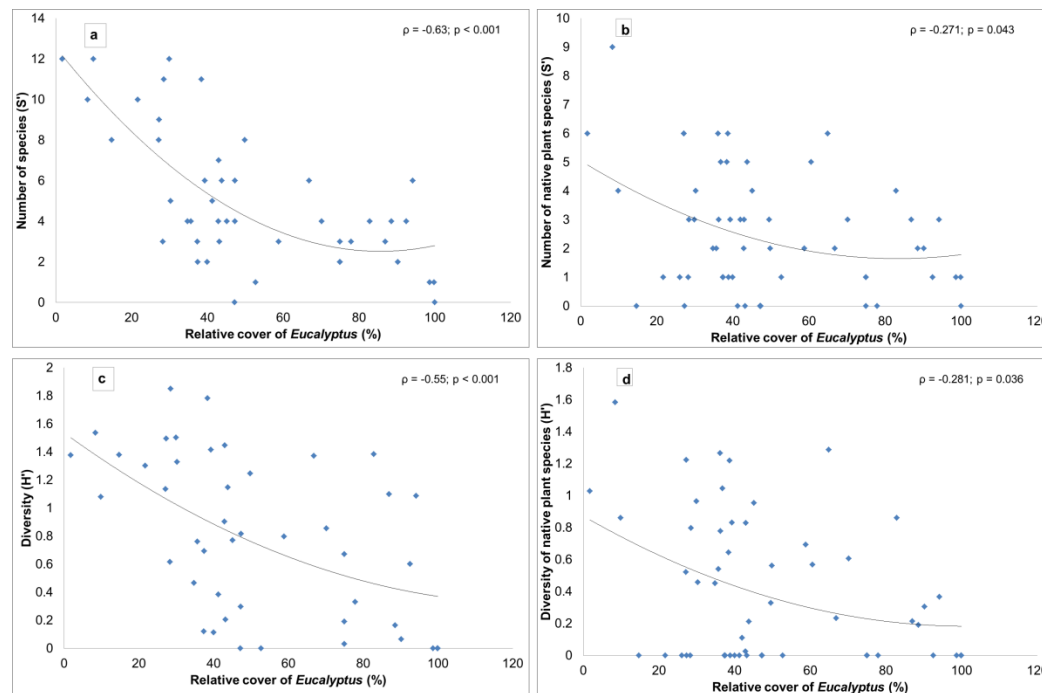 a
ρ = -0.63; p < 0.001
Number of species (S')
14
12
10
8
6
4
2
0
0 20 40 60 80 100 120
Relative cover of Eucalyptus (%)
b
ρ = -0.271; p = 0.043
Number of native plant species (S')
10
9
8
7
6
5
4
3
2
1
0
0 20 40 60 80 100 120
Relative cover of Eucalyptus (%)
c
ρ = -0.55; p < 0.001
Diversity (H')
2
1.8
1.6
1.4
1.2
1
0.8
0.6
0.4
0.2
0
0 20 40 60 80 100 120
Relative cover of Eucalyptus (%)
d
ρ = -0.281; p = 0.036
Diversity of native plant species (H')
1.8
1.6
1.4
1.2
1
0.8
0.6
0.4
0.2
0
0 20 40 60 80 100 120
Relative cover of Eucalyptus (%)